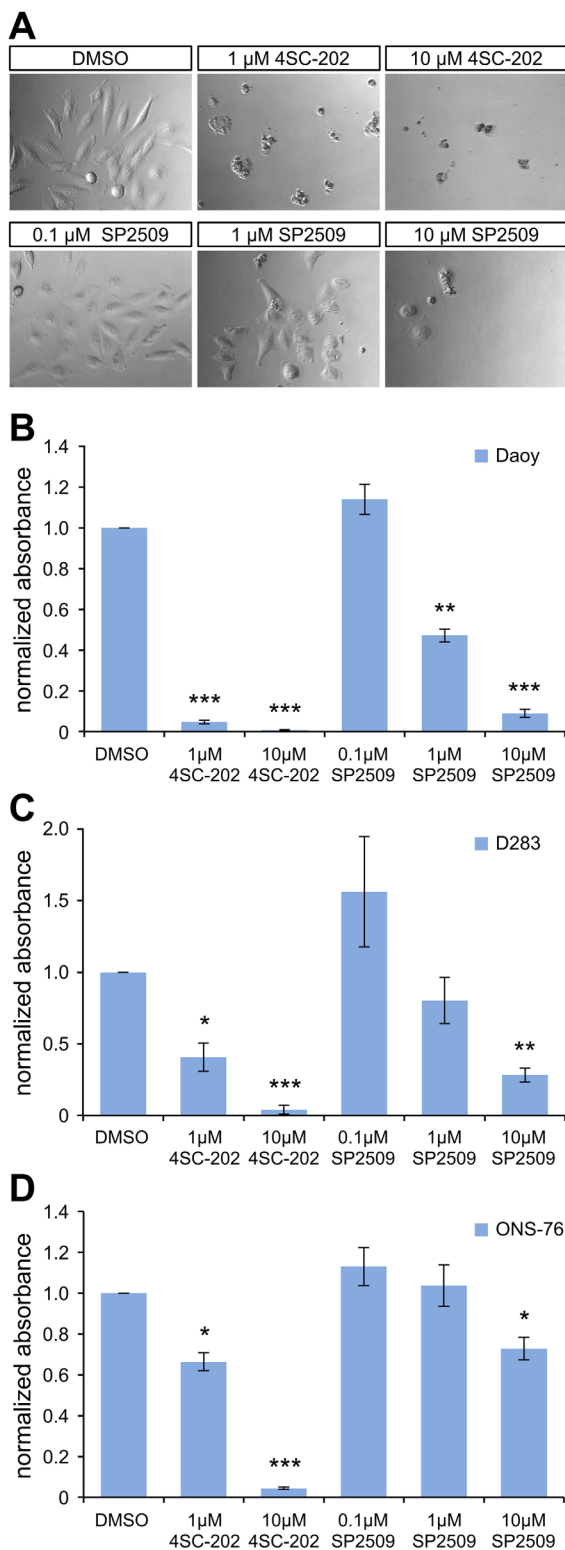 A
DMSO
1 µM 4SC-202
10 µM 4SC-202
0.1 µM SP2509
1 µM SP2509
10 µM SP2509
B
normalized absorbance
1.4
1.2
1.0
0.8
0.6
0.4
0.2
0
Daoy
***
***
**
***
DMSO
1µM
4SC-202
10µM
4SC-202
0.1µM
SP2509
1µM
SP2509
10µM
SP2509
C
normalized absorbance
2.0
1.5
1.0
0.5
0
D283
*
***
**
DMSO
1µM
4SC-202
10µM
4SC-202
0.1µM
SP2509
1µM
SP2509
10µM
SP2509
D
normalized absorbance
1.4
1.2
1.0
0.8
0.6
0.4
0.2
0
ONS-76
*
***
*
DMSO
1µM
4SC-202
10µM
4SC-202
0.1µM
SP2509
1µM
SP2509
10µM
SP2509